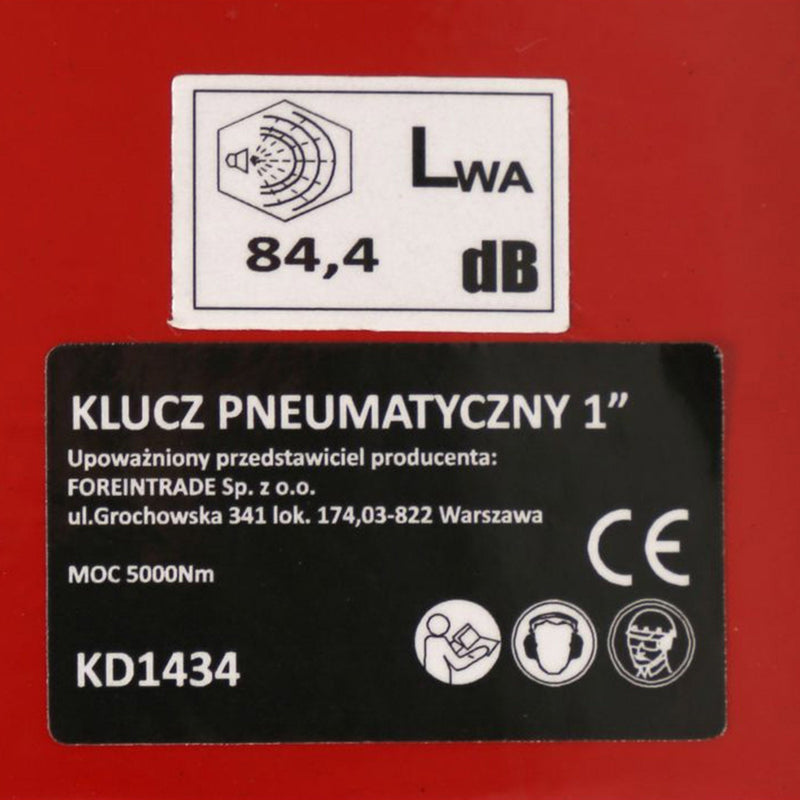 LWA
84,4 dB
KLUCZ PNEUMATYCZNY 1”
Upoważniony przedstawiciel producenta:
FOREINTRADE Sp. z o.o.
ul.Grochowska 341 lok. 174,03-822 Warszawa
CE
MOC 5000Nm
KD1434